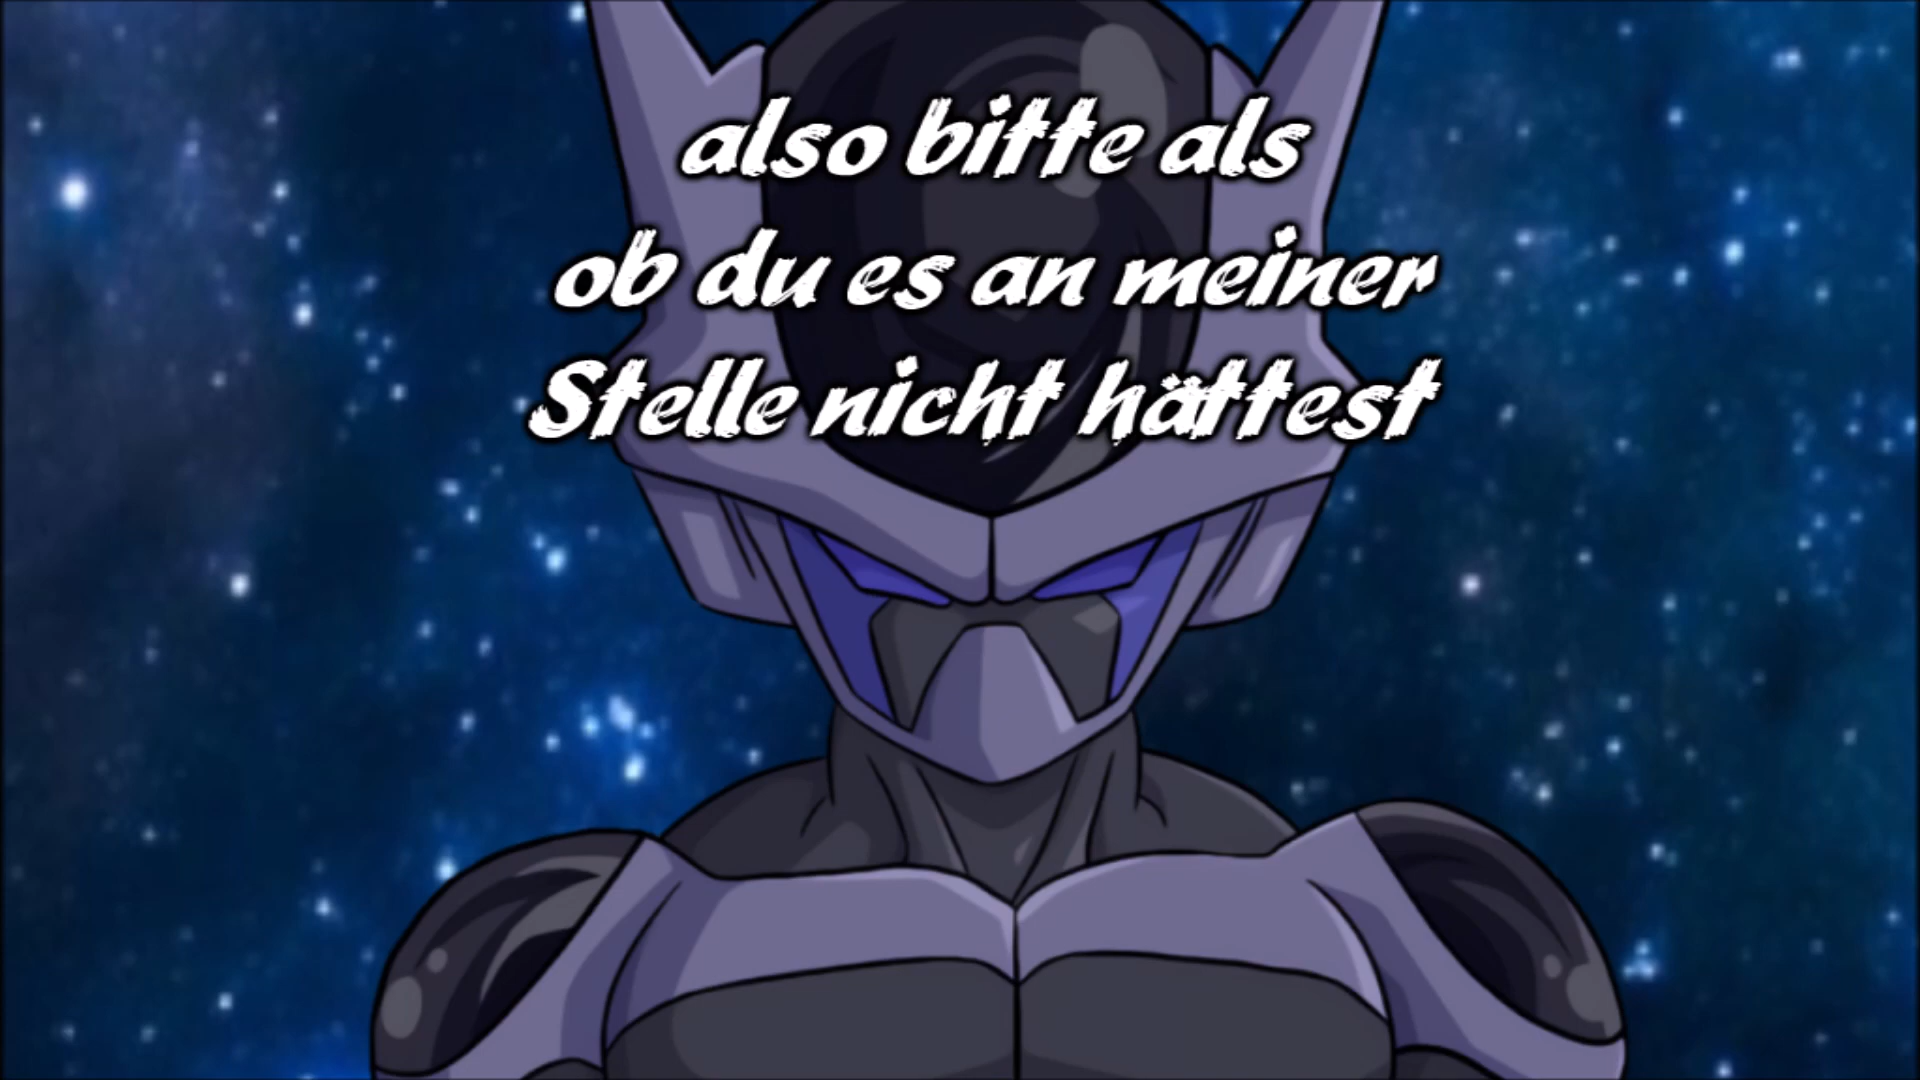 also bitte als
ob du es an meiner
Stelle nicht hättest